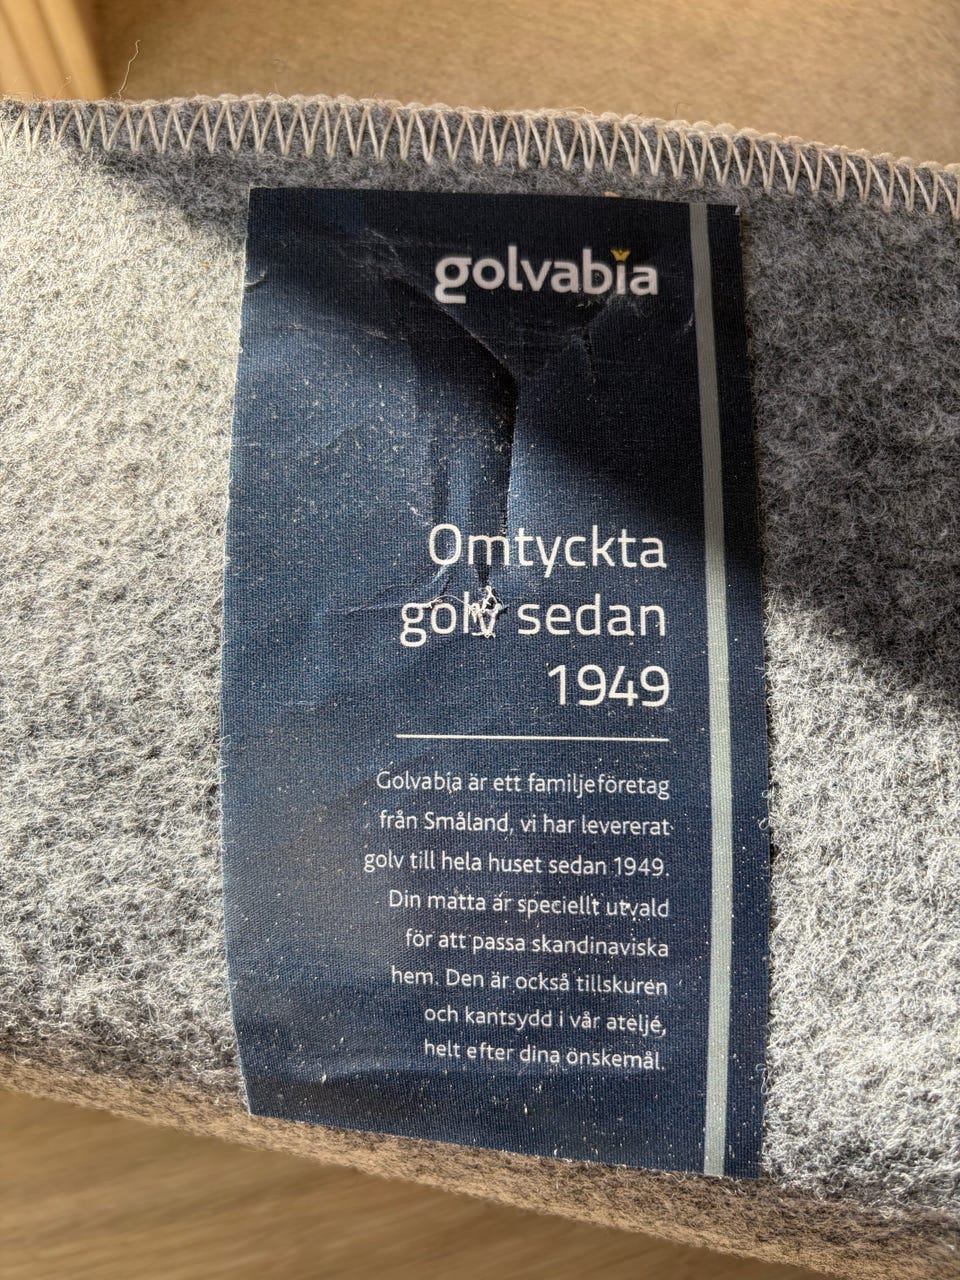 golvabia
Omtyckta
golv sedan
1949
Golvabia är ett familjeföretag
från Småland, vi har levererat
golv till hela huset sedan 1949.
Din matta är speciellt utvald
för att passa skandinaviska
hem. Den är också tillskuren
och kantsydd i vår ateljé,
helt efter dina önskemål.